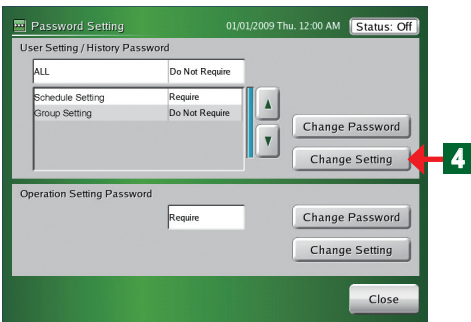 Password Setting 01/01/2009 Thu. 12:00 AM Status: Off
User Setting / History Password
ALL Do Not Require
Schedule Setting Require
Group Setting Do Not Require
Change Password
Change Setting
4
Operation Setting Password
Require
Change Password
Change Setting
Close